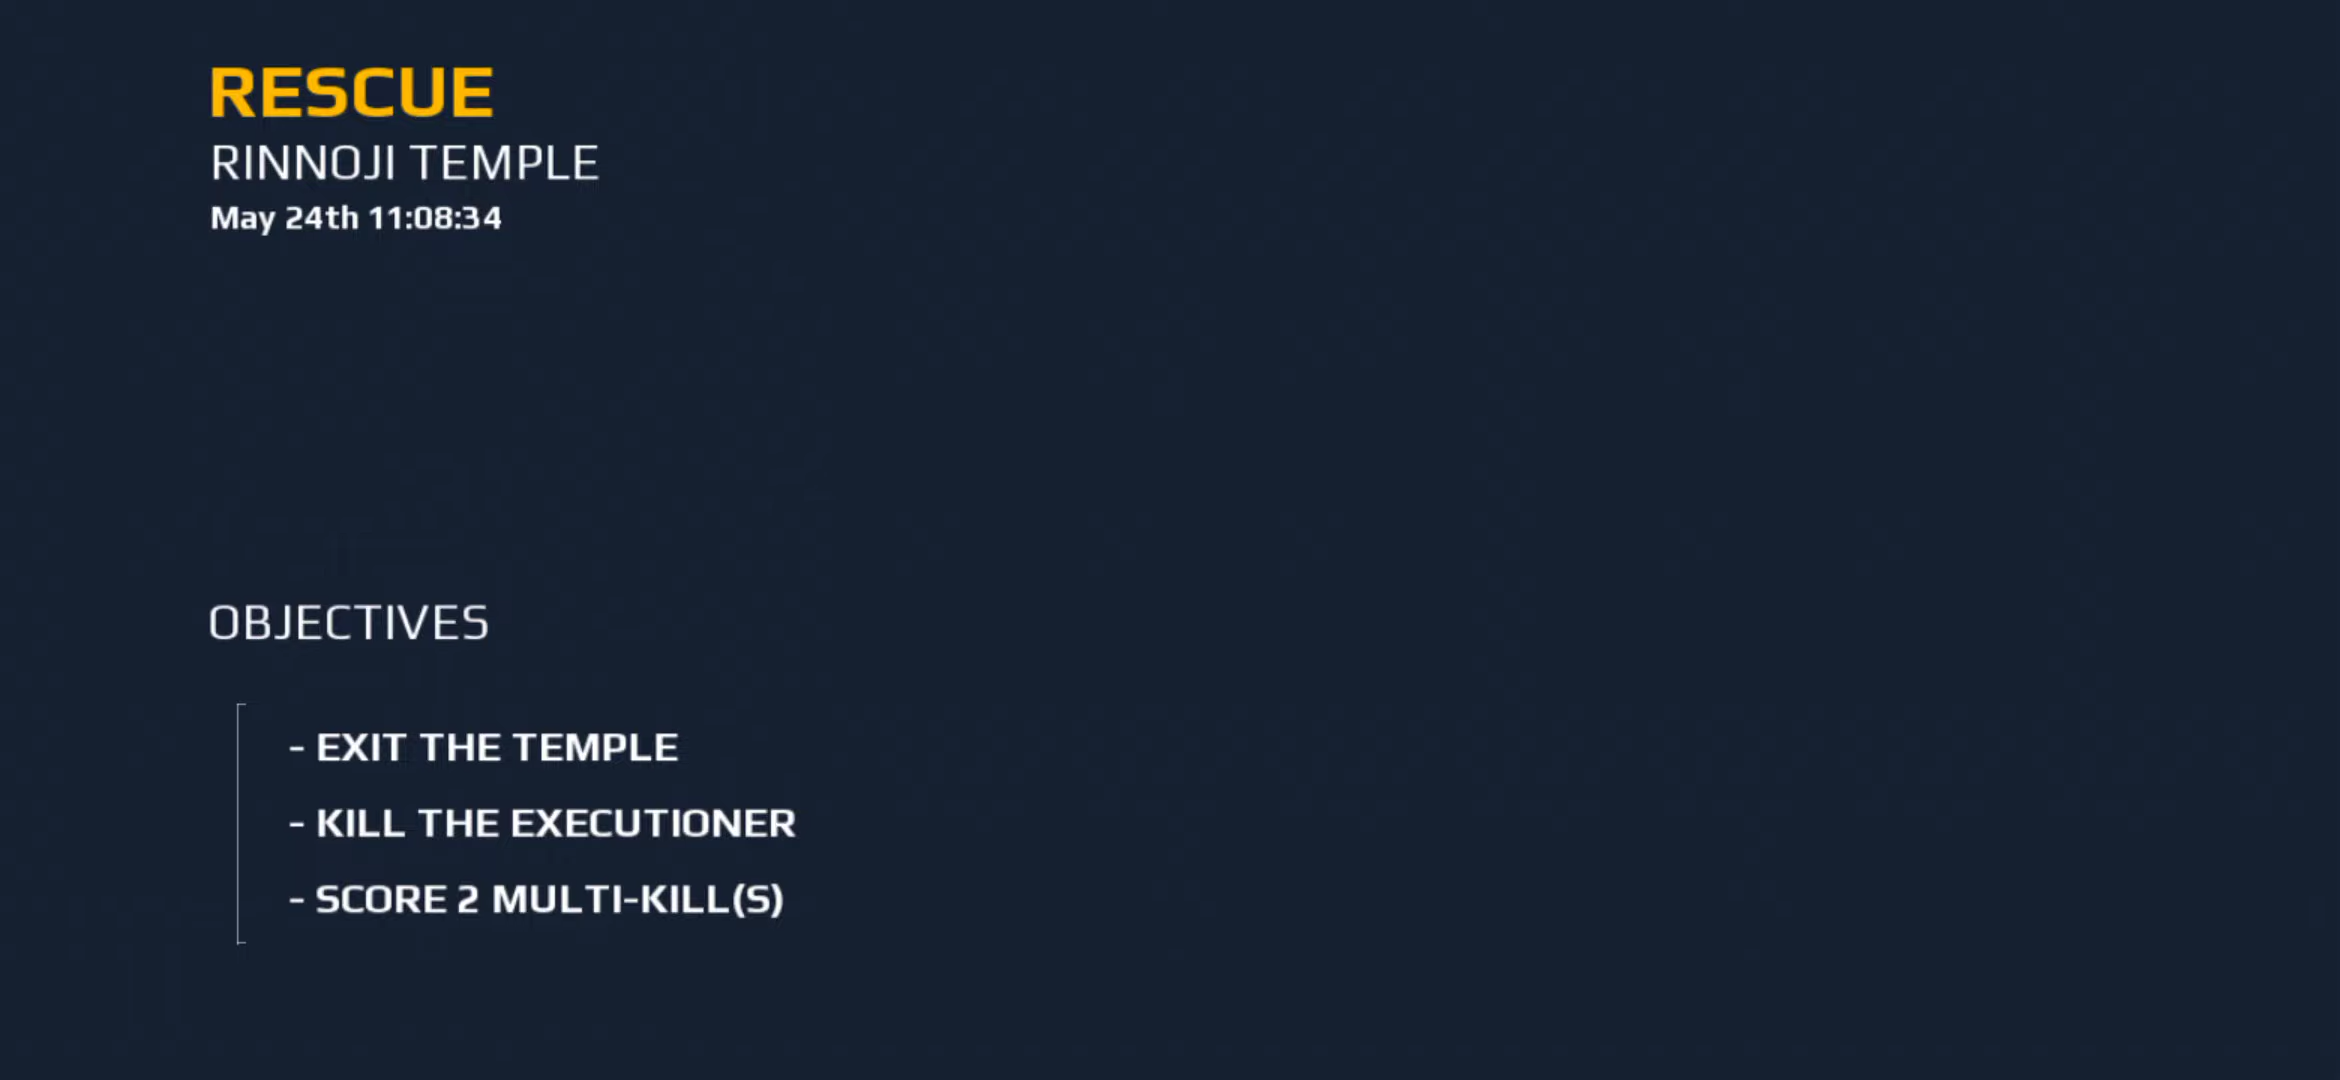 RESCUE
RINNOJI TEMPLE
May 24th 11:08:34
OBJECTIVES
- EXIT THE TEMPLE
- KILL THE EXECUTIONER
- SCORE 2 MULTI-KILL(S)